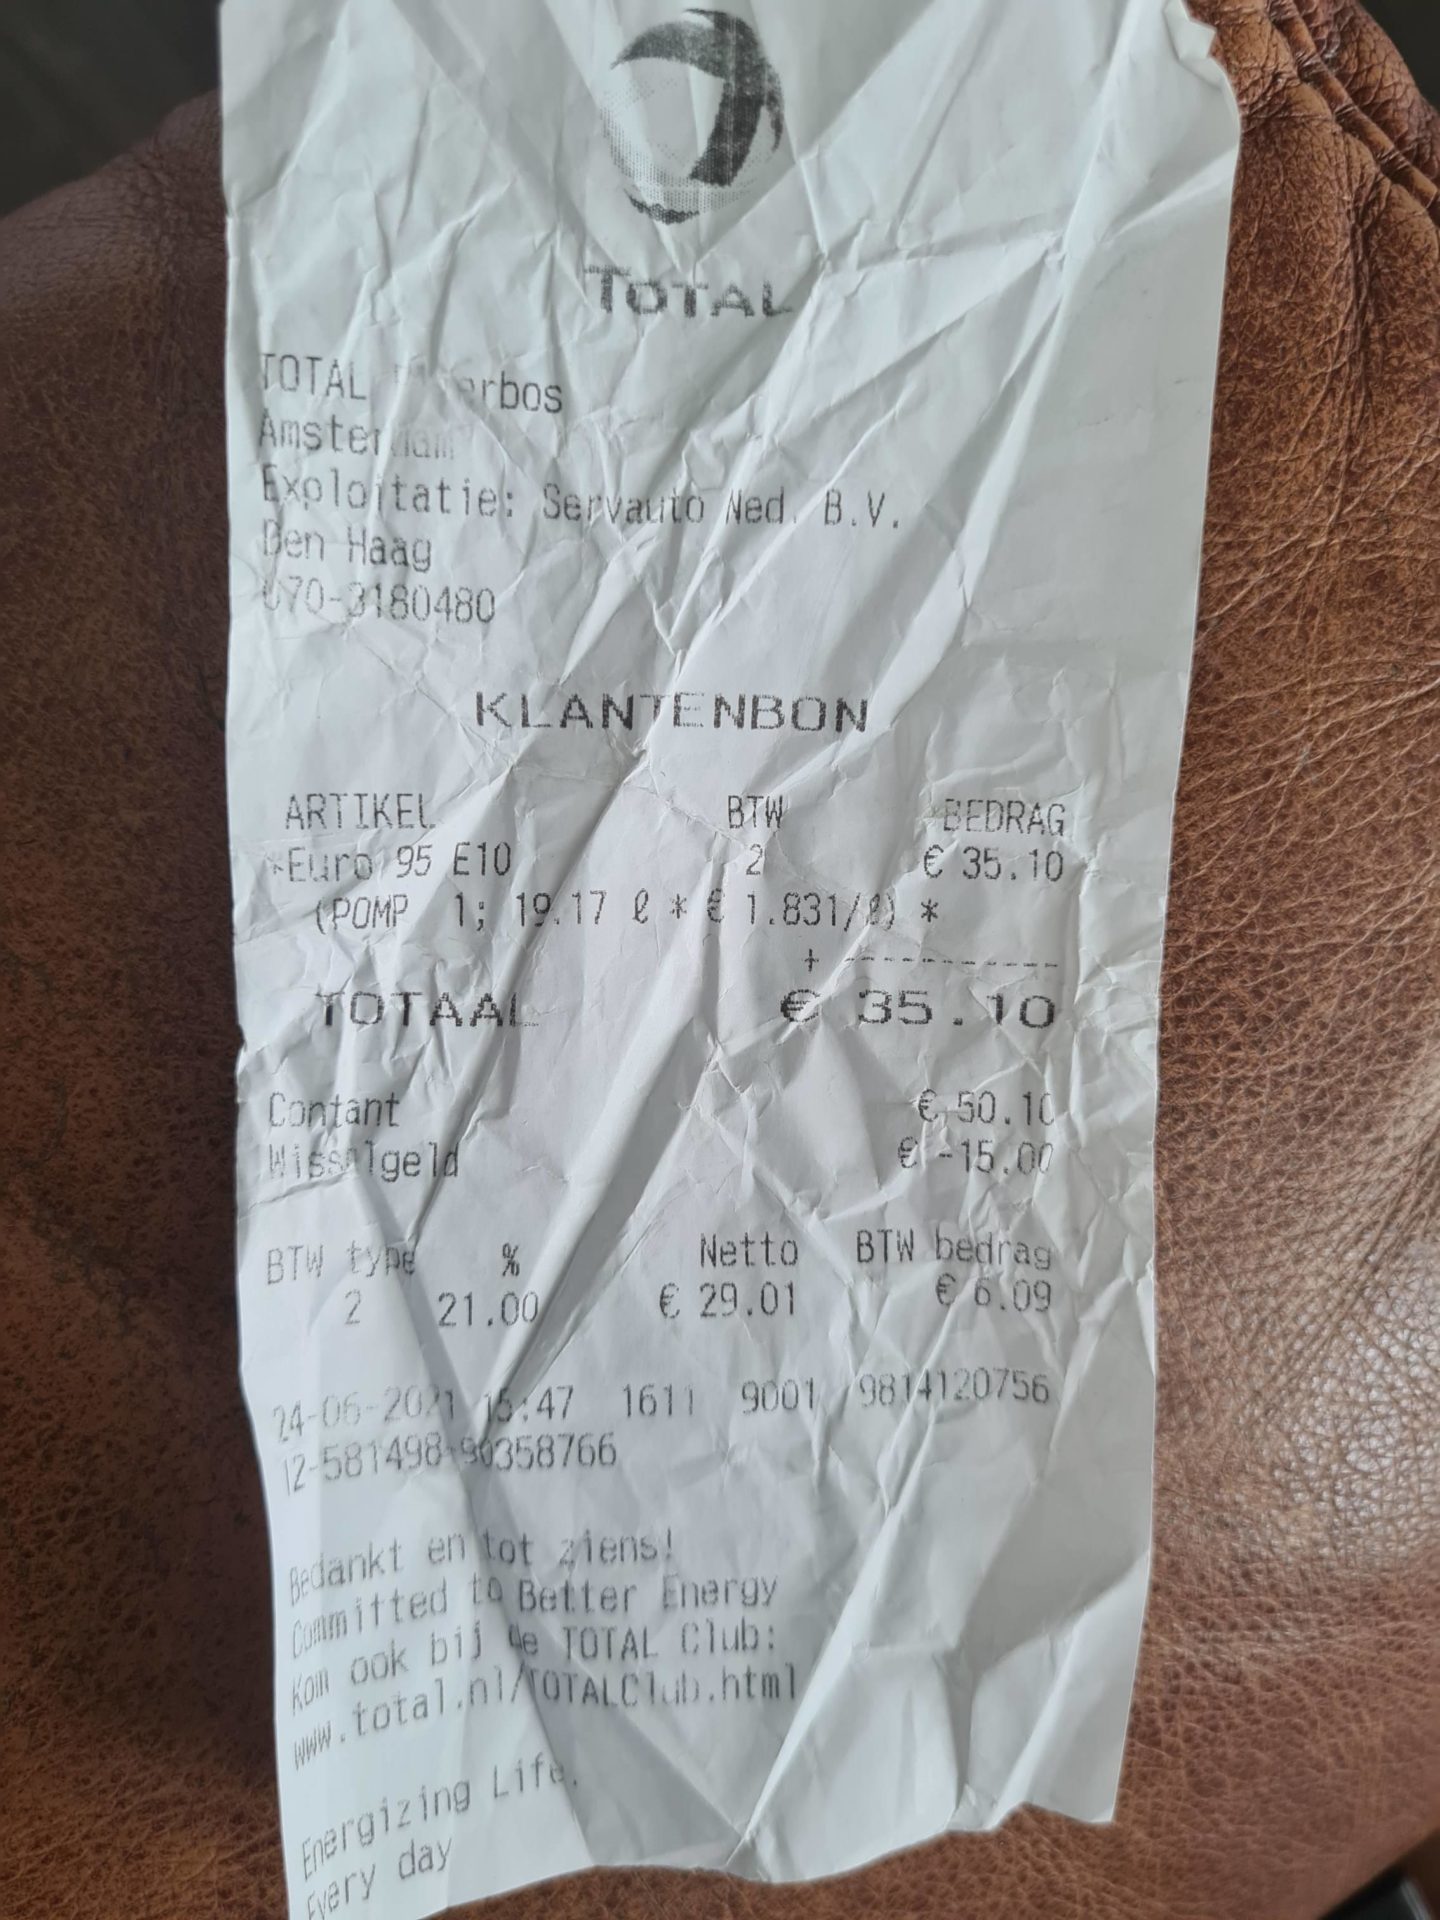 TOTAL
TOTAL
Amsterdam
Exploitatie: Servauto Ned. B.V.
Den Haag
070-3180480
KLANTENBON
ARTIKEL BTW BEDRAG
*Euro 95 E10 2 € 35.10
(POMP 1; 19.17 ℓ * € 1.831/ℓ) *
+ -----------
TOTAAL € 35.10
Contant € 50.10
Wisselgeld € -15.00
BTW type % Netto BTW bedrag
2 21.00 € 29.01 € 6.09
24-06-2021 15:47 1611 9001 9814120756
12-581498-90358766
Bedankt en tot ziens!
Committed to Better Energy
Kom ook bij de TOTAL Club:
www.total.nl/TOTALClub.html
Energizing Life.
Every day